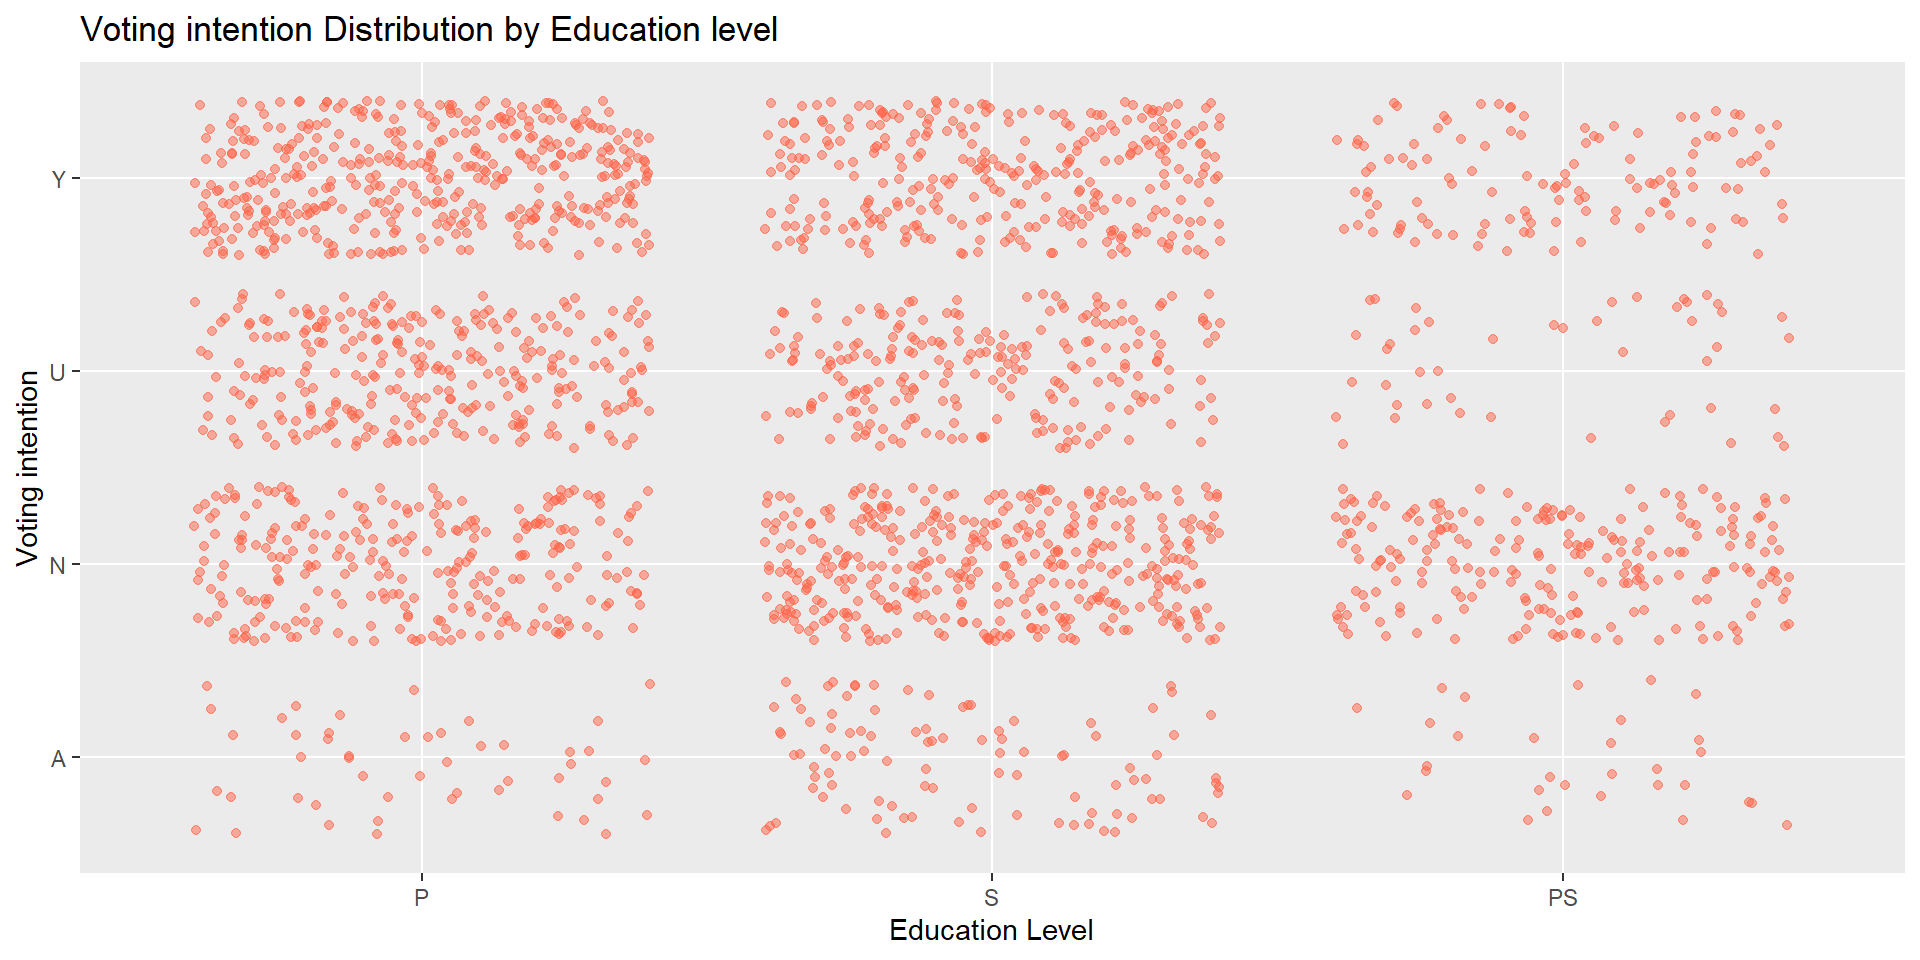 Voting intention Distribution by Education level
Voting intention
Y
U
N
A
P
S
PS
Education Level